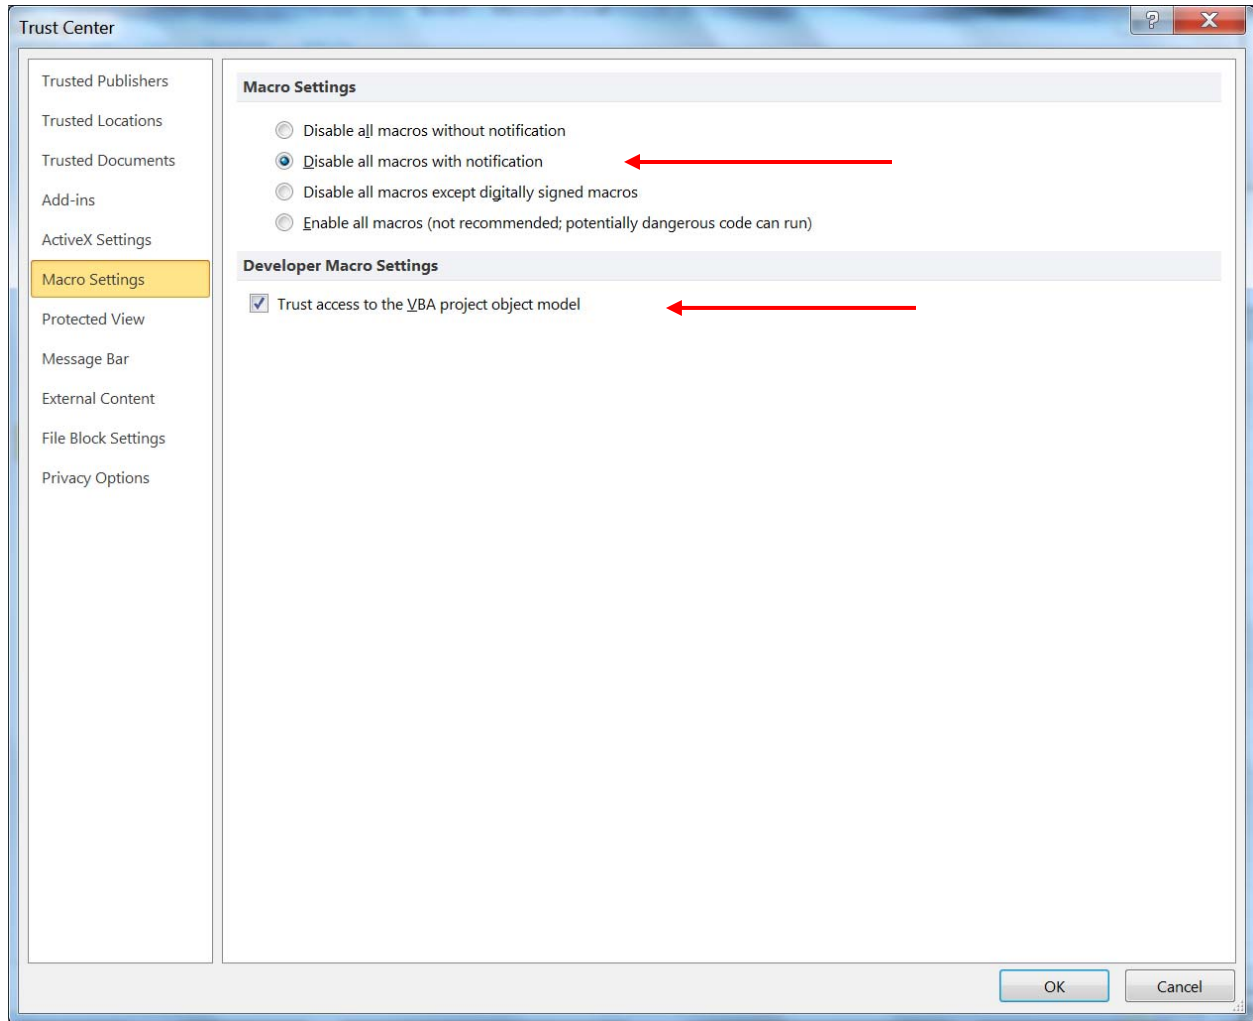 Trust Center
Trusted Publishers
Trusted Locations
Trusted Documents
Add-ins
ActiveX Settings
Macro Settings
Protected View
Message Bar
External Content
File Block Settings
Privacy Options
Macro Settings
Disable all macros without notification
Disable all macros with notification
Disable all macros except digitally signed macros
Enable all macros (not recommended; potentially dangerous code can run)
Developer Macro Settings
Trust access to the VBA project object model
OK
Cancel